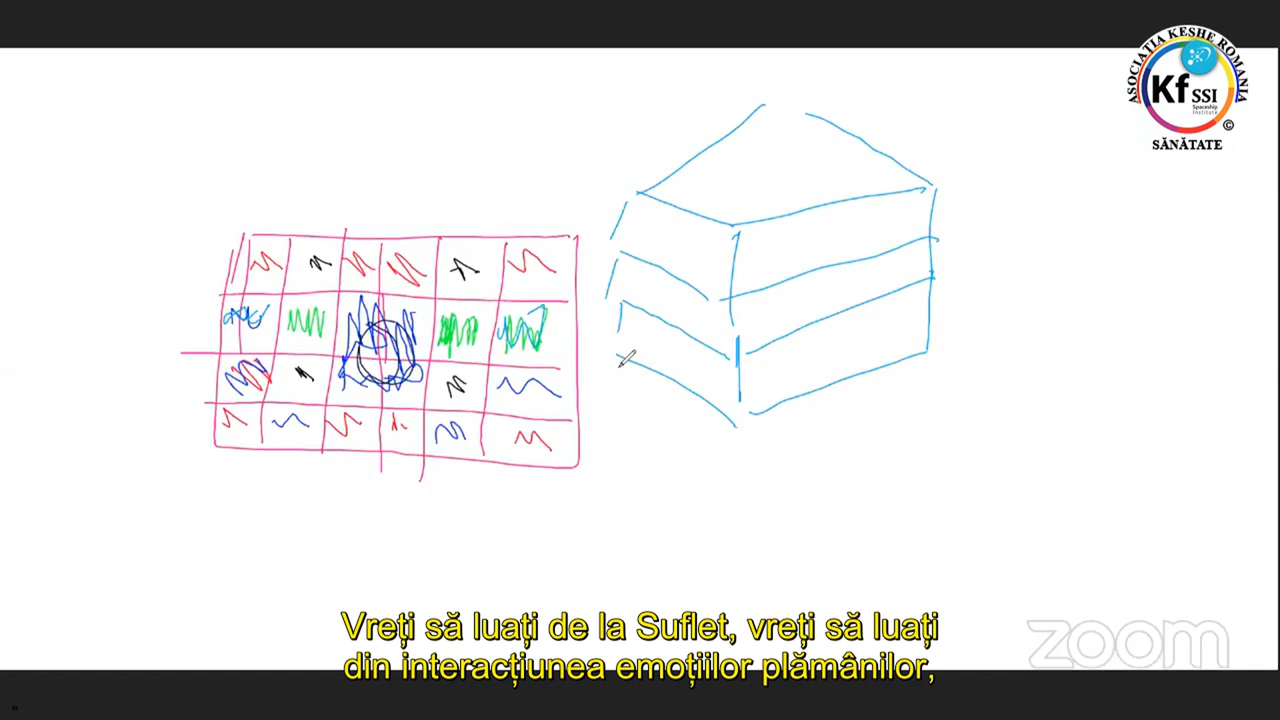 ASOCIAȚIA KESHE ROMANIA
Kf SSI
Spaceship
Institute
©
SĂNĂTATE
Vreți să luați de la Suflet, vreți să luați
din interacțiunea emoțiilor plămânilor,
zoom